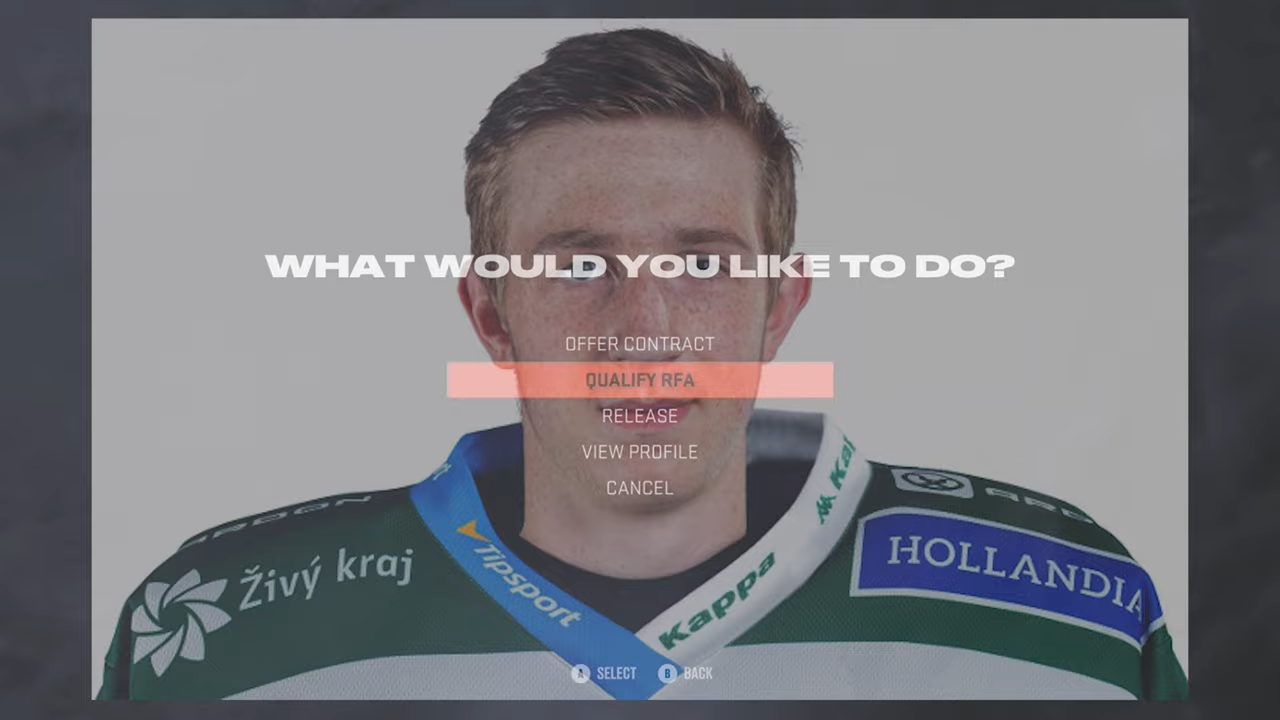 WHAT WOULD YOU LIKE TO DO?
OFFER CONTRACT
QUALIFY RFA
RELEASE
VIEW PROFILE
CANCEL
Živý kraj
Tipsport
Kappa
Kap
HOLLANDIA
A SELECT B BACK